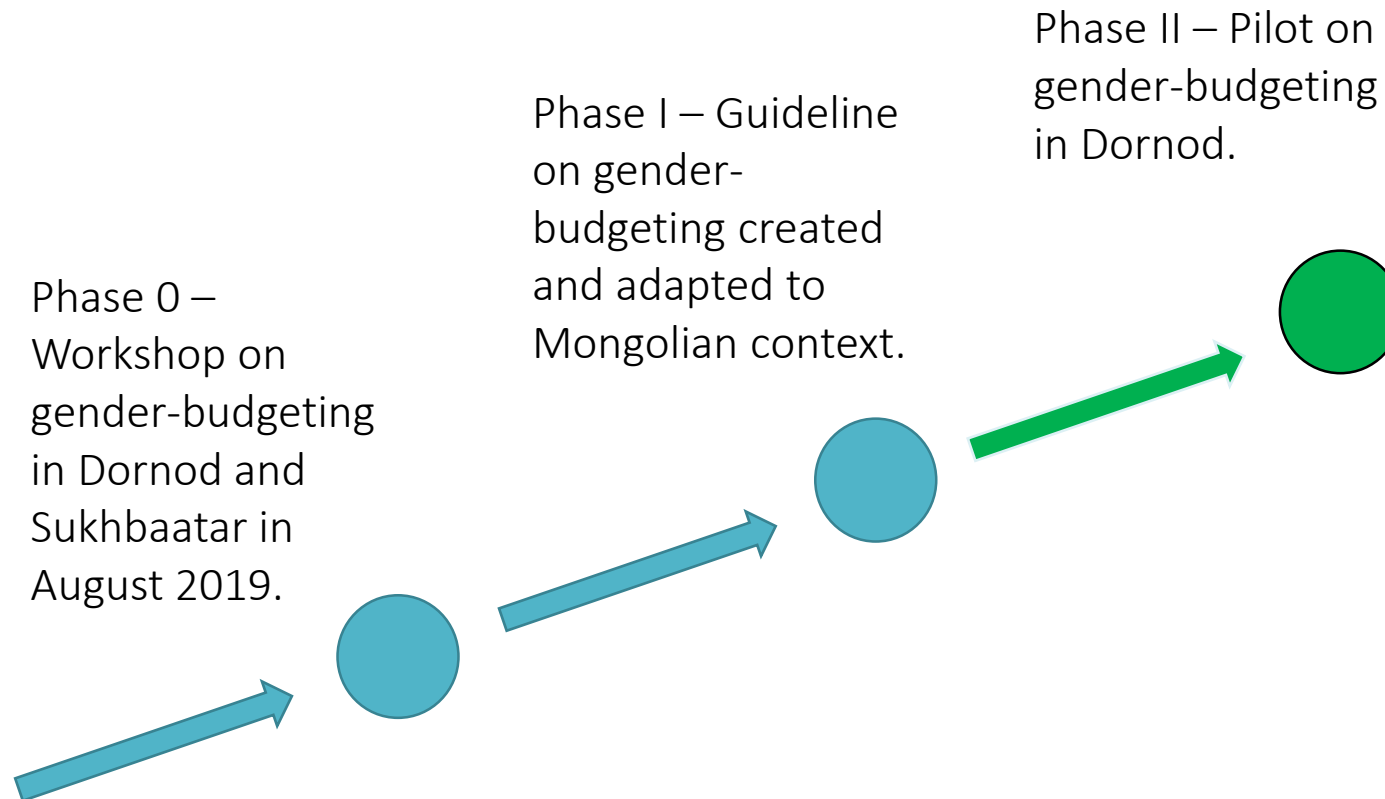 Phase 0 –
Workshop on
gender-budgeting
in Dornod and
Sukhbaatar in
August 2019.
Phase I – Guideline
on gender-
budgeting created
and adapted to
Mongolian context.
Phase II – Pilot on
gender-budgeting
in Dornod.